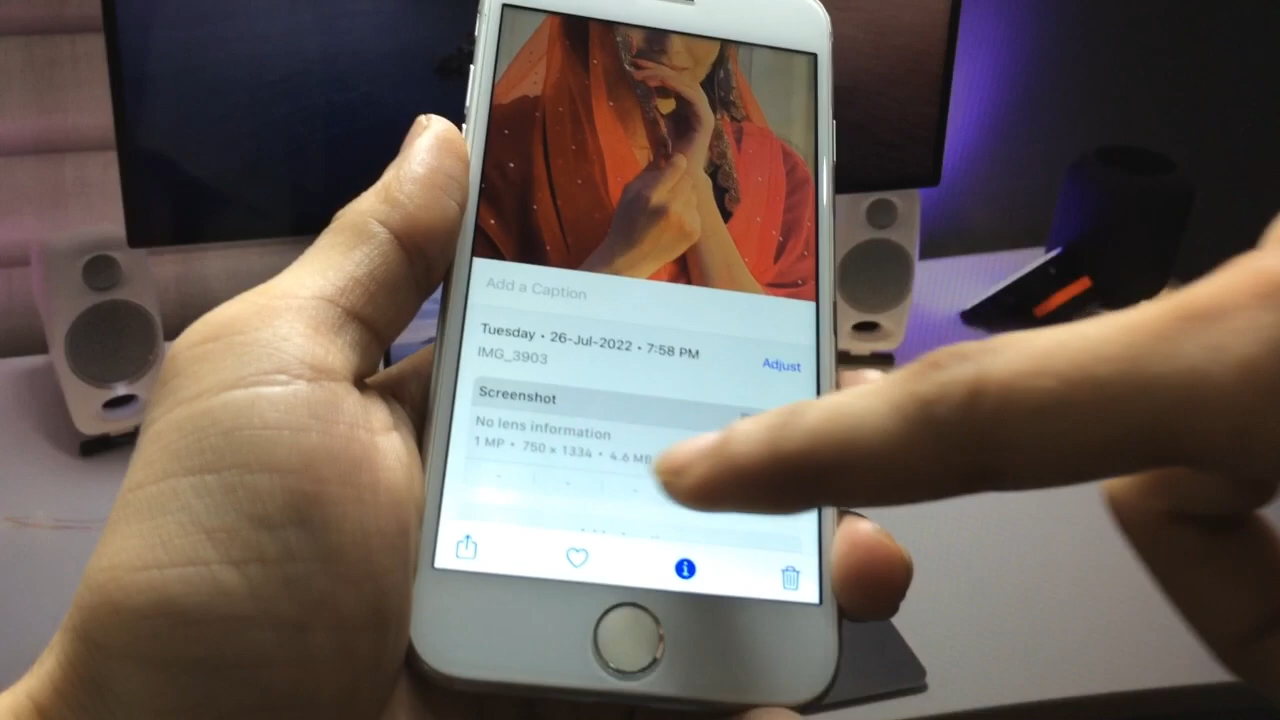 Add a Caption
Tuesday • 26-Jul-2022 • 7:58 PM
Adjust
IMG_3903
Screenshot
No lens information
1 MP • 750 x 1334 • 4.6 MB